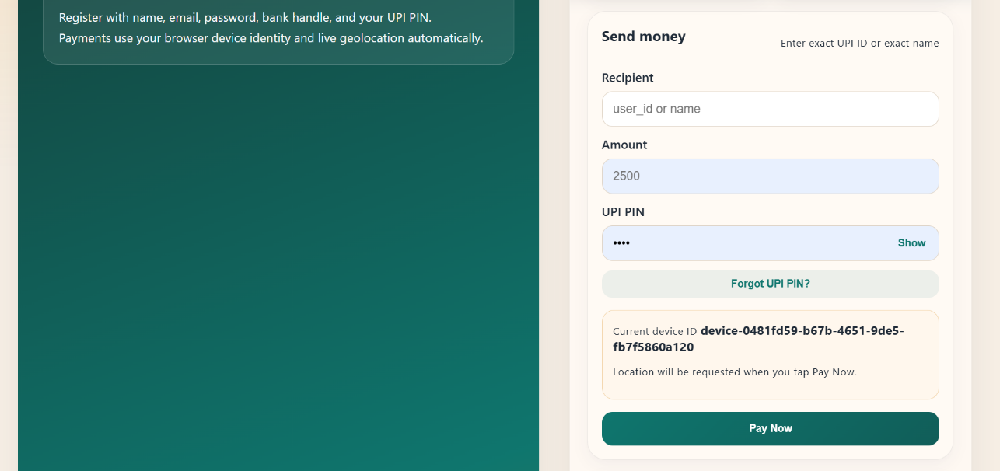 Register with name, email, password, bank handle, and your UPI PIN.
Payments use your browser device identity and live geolocation automatically.
Send money
Enter exact UPI ID or exact name
Recipient
user_id or name
Amount
2500
UPI PIN
••••
Show
Forgot UPI PIN?
Current device ID device-0481fd59-b67b-4651-9de5-
fb7f5860a120
Location will be requested when you tap Pay Now.
Pay Now